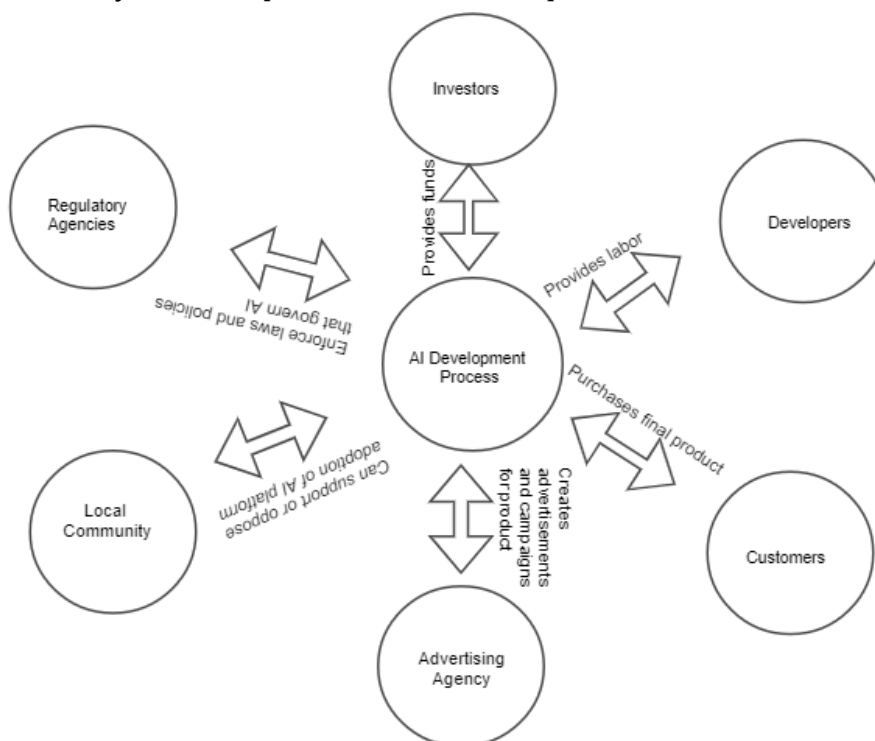 Investors
Regulatory
Agencies
Developers
Provides funds
Provides labor
Enforce laws and policies
that govern AI
AI Development
Process
Purchases final product
Can support or oppose
adoption of AI platform
Creates
advertisements
and campaigns
for product
Local
Community
Customers
Advertising
Agency